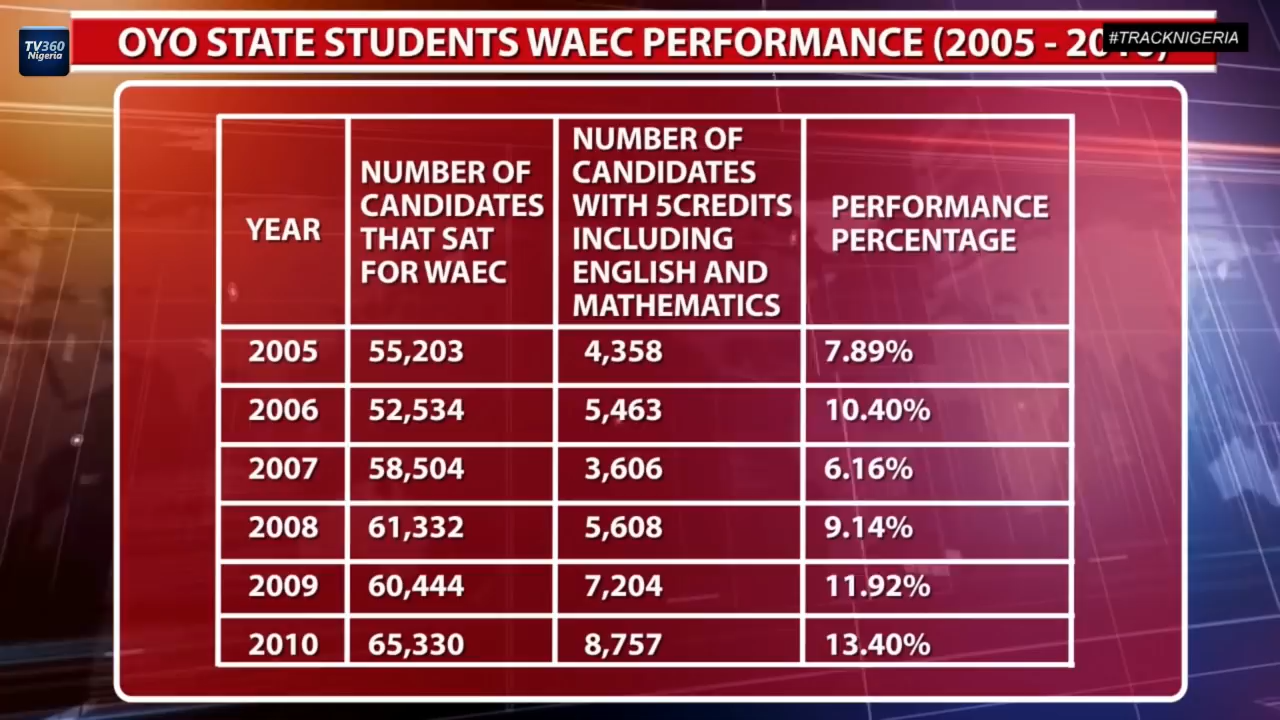 TV360
Nigeria
OYO STATE STUDENTS WAEC PERFORMANCE (2005 -
#TRACKNIGERIA
YEAR
NUMBER OF
CANDIDATES
THAT SAT
FOR WAEC
NUMBER OF
CANDIDATES
WITH 5CREDITS
INCLUDING
ENGLISH AND
MATHEMATICS
PERFORMANCE
PERCENTAGE
2005 55,203 4,358 7.89%
2006 52,534 5,463 10.40%
2007 58,504 3,606 6.16%
2008 61,332 5,608 9.14%
2009 60,444 7,204 11.92%
2010 65,330 8,757 13.40%